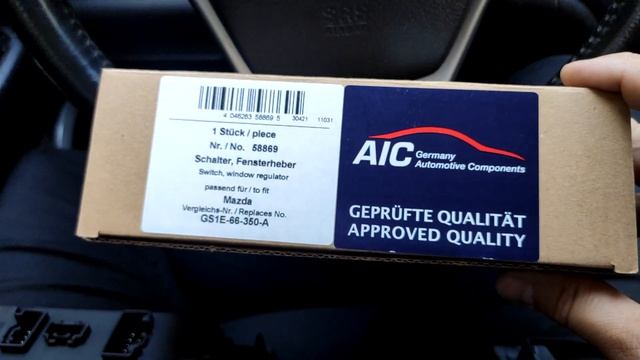 SRS
4 046263 58869 5
30421
11031
1 Stück / piece
Nr. / No. 58869
Schalter, Fensterheber
Switch, window regulator
passend für / to fit
Mazda
Vergleichs-Nr. / Replaces No.
GS1E-66-350-A
AIC Germany
Automotive Components
GEPRÜFTE QUALITÄT
APPROVED QUALITY